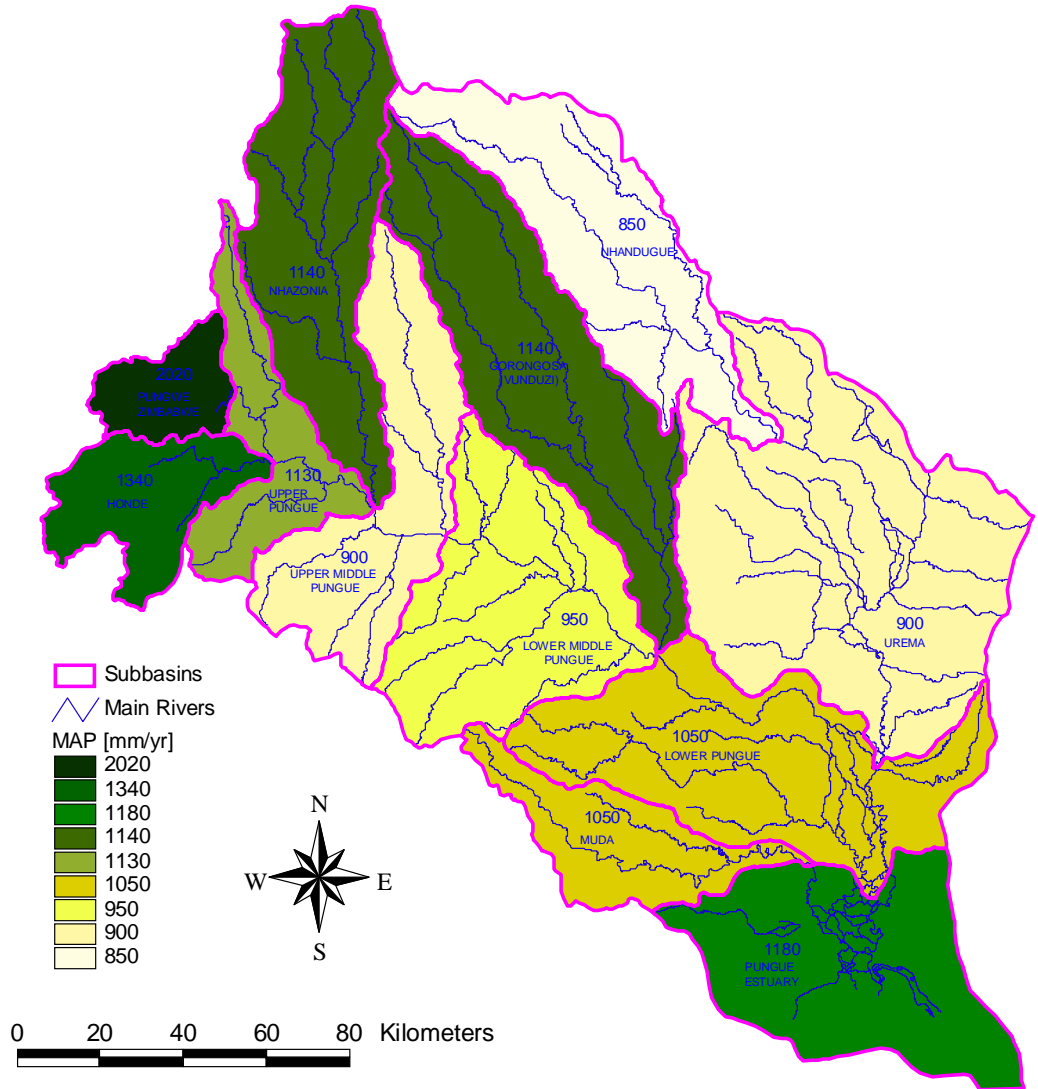 850
NHANDUGUE
1140
NHAZONIA
1140
GORONGOSA
(VUNDUZI)
2020
PUNGWE
ZIMBABWE
1340
HONDE
1130
UPPER
PUNGUE
900
UPPER MIDDLE
PUNGUE
950
LOWER MIDDLE
PUNGUE
900
UREMA
1050
LOWER PUNGUE
1050
MUDA
1180
PUNGUE
ESTUARY
Subbasins
Main Rivers
MAP [mm/yr]
2020
1340
1180
1140
1130
1050
950
900
850
N
W E
S
0 20 40 60 80 Kilometers